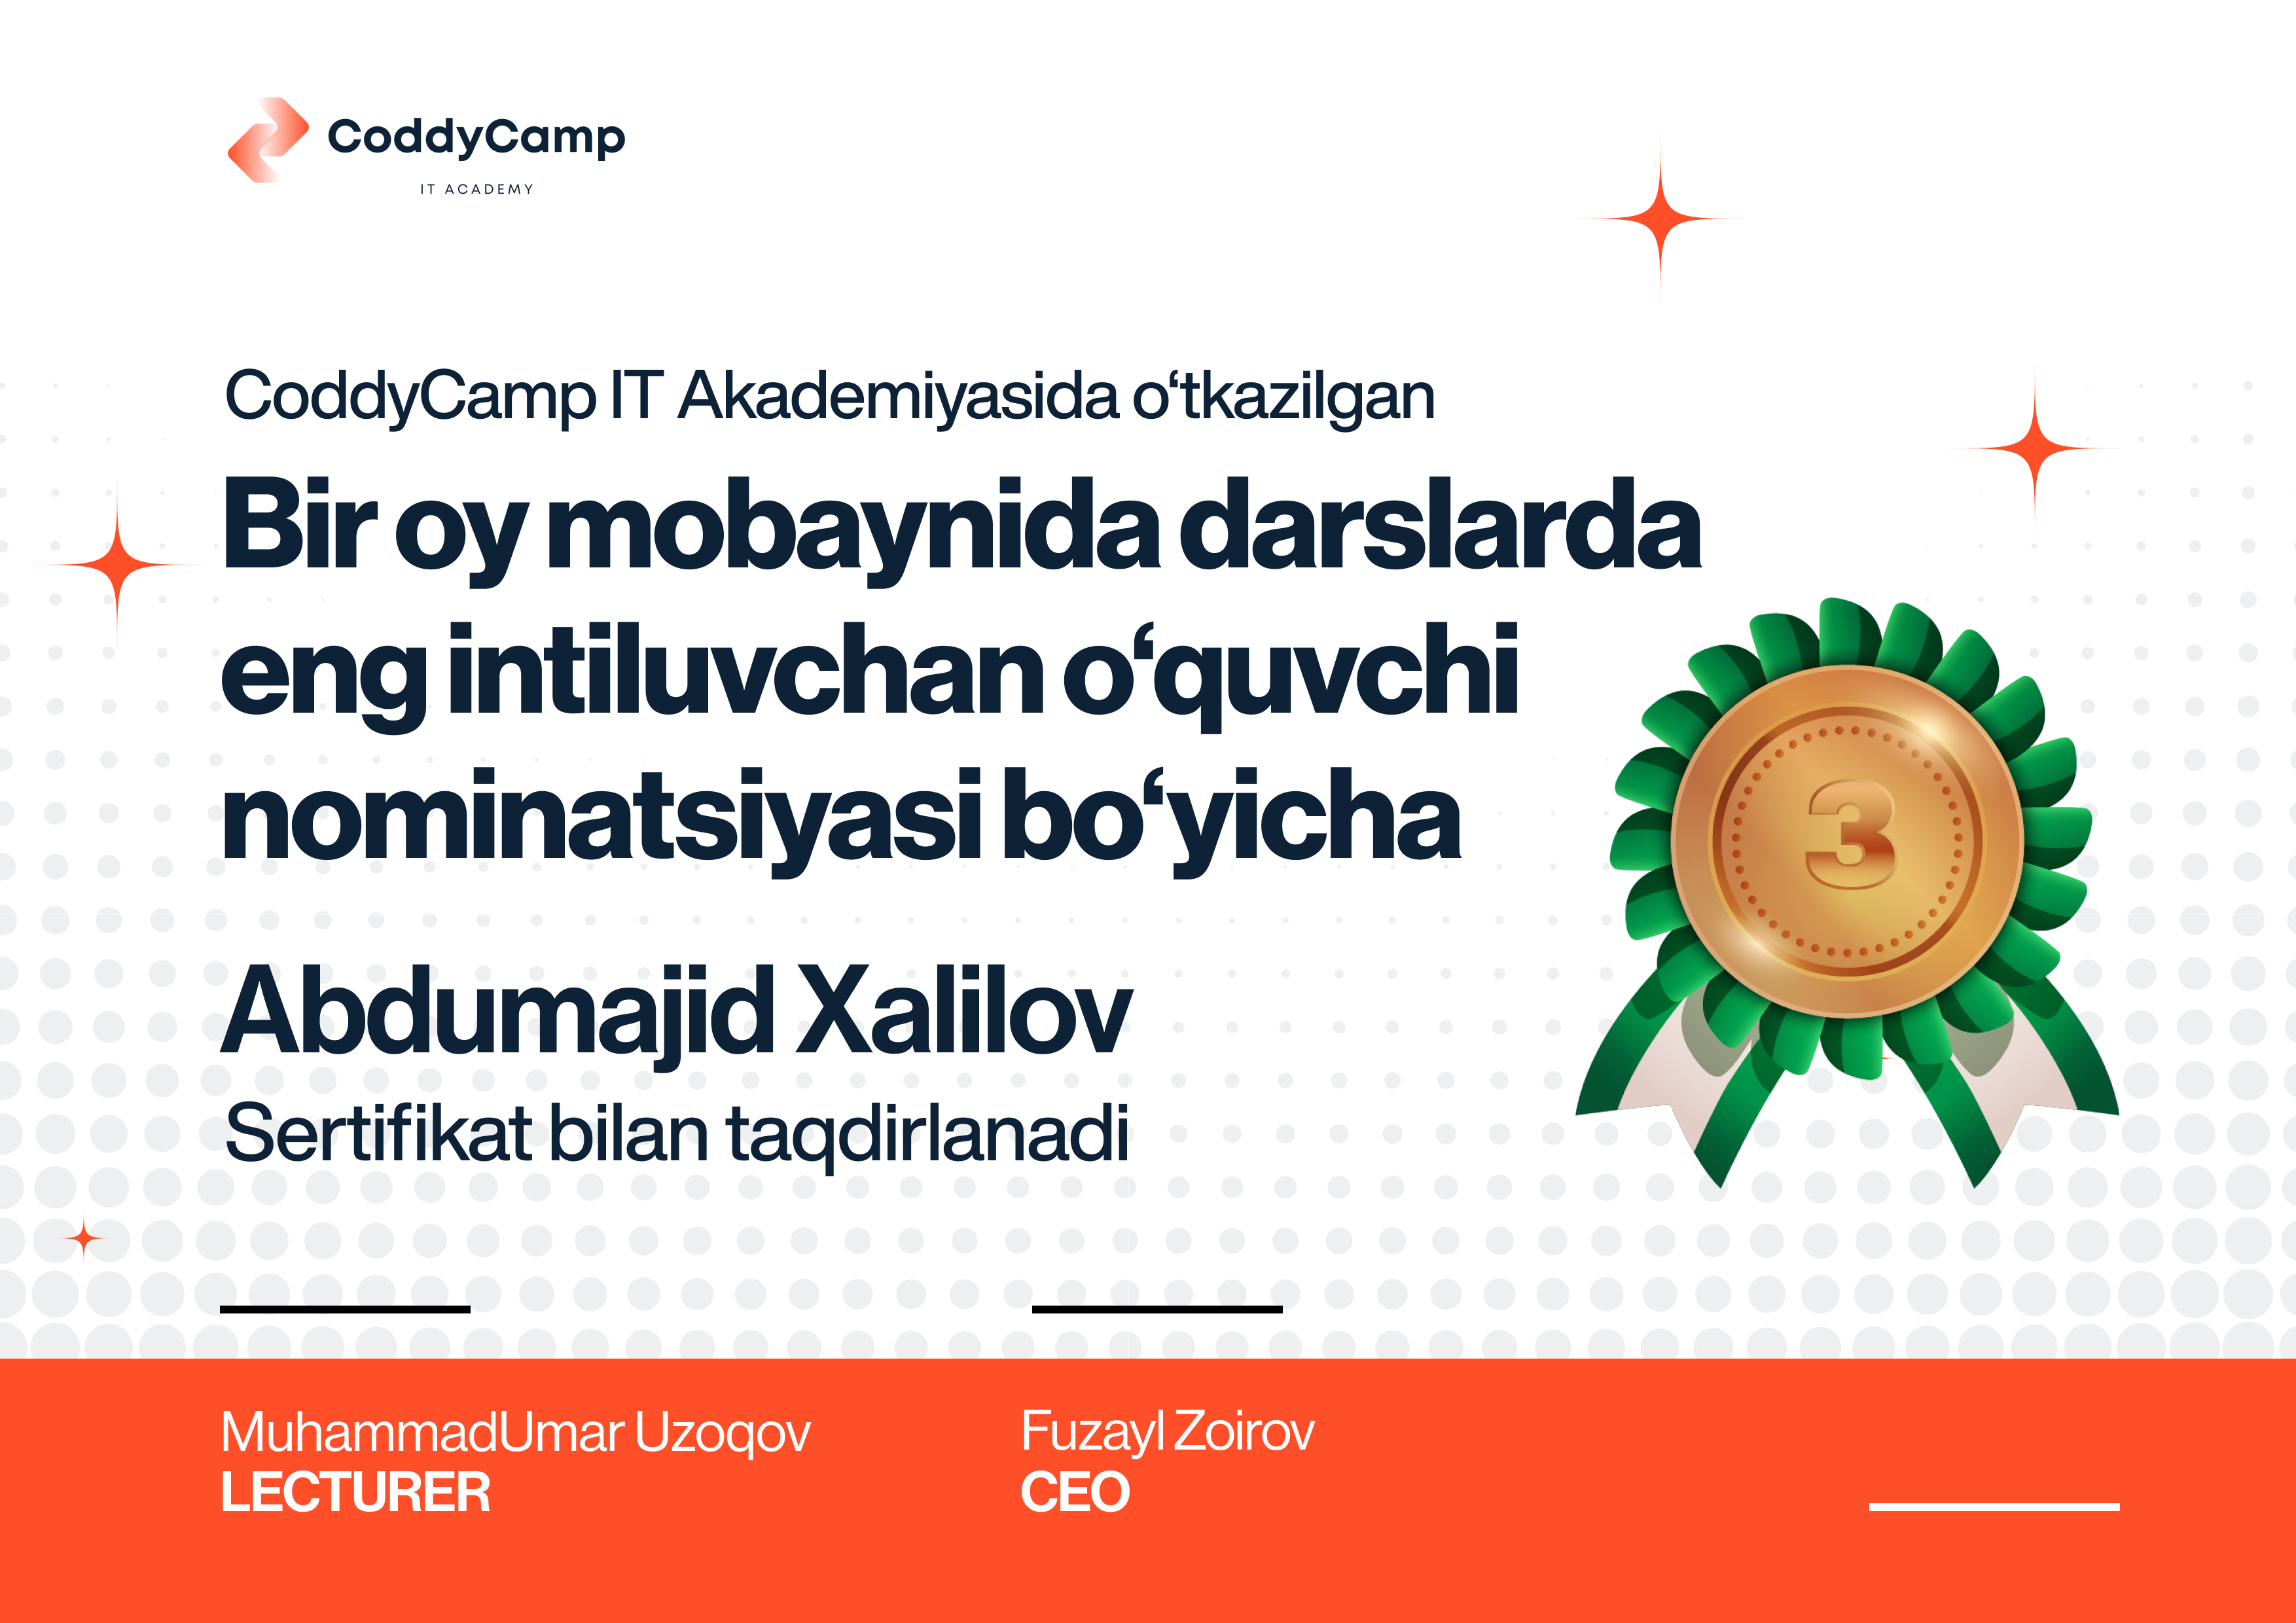 CoddyCamp
IT ACADEMY
CoddyCamp IT Akademiyasida o‘tkazilgan
Bir oy mobaynida darslarda
eng intiluvchan o‘quvchi
nominatsiyasi bo‘yicha
3
Abdumajid Xalilov
Sertifikat bilan taqdirlanadi
MuhammadUmar Uzoqov
LECTURER
Fuzayl Zoirov
CEO